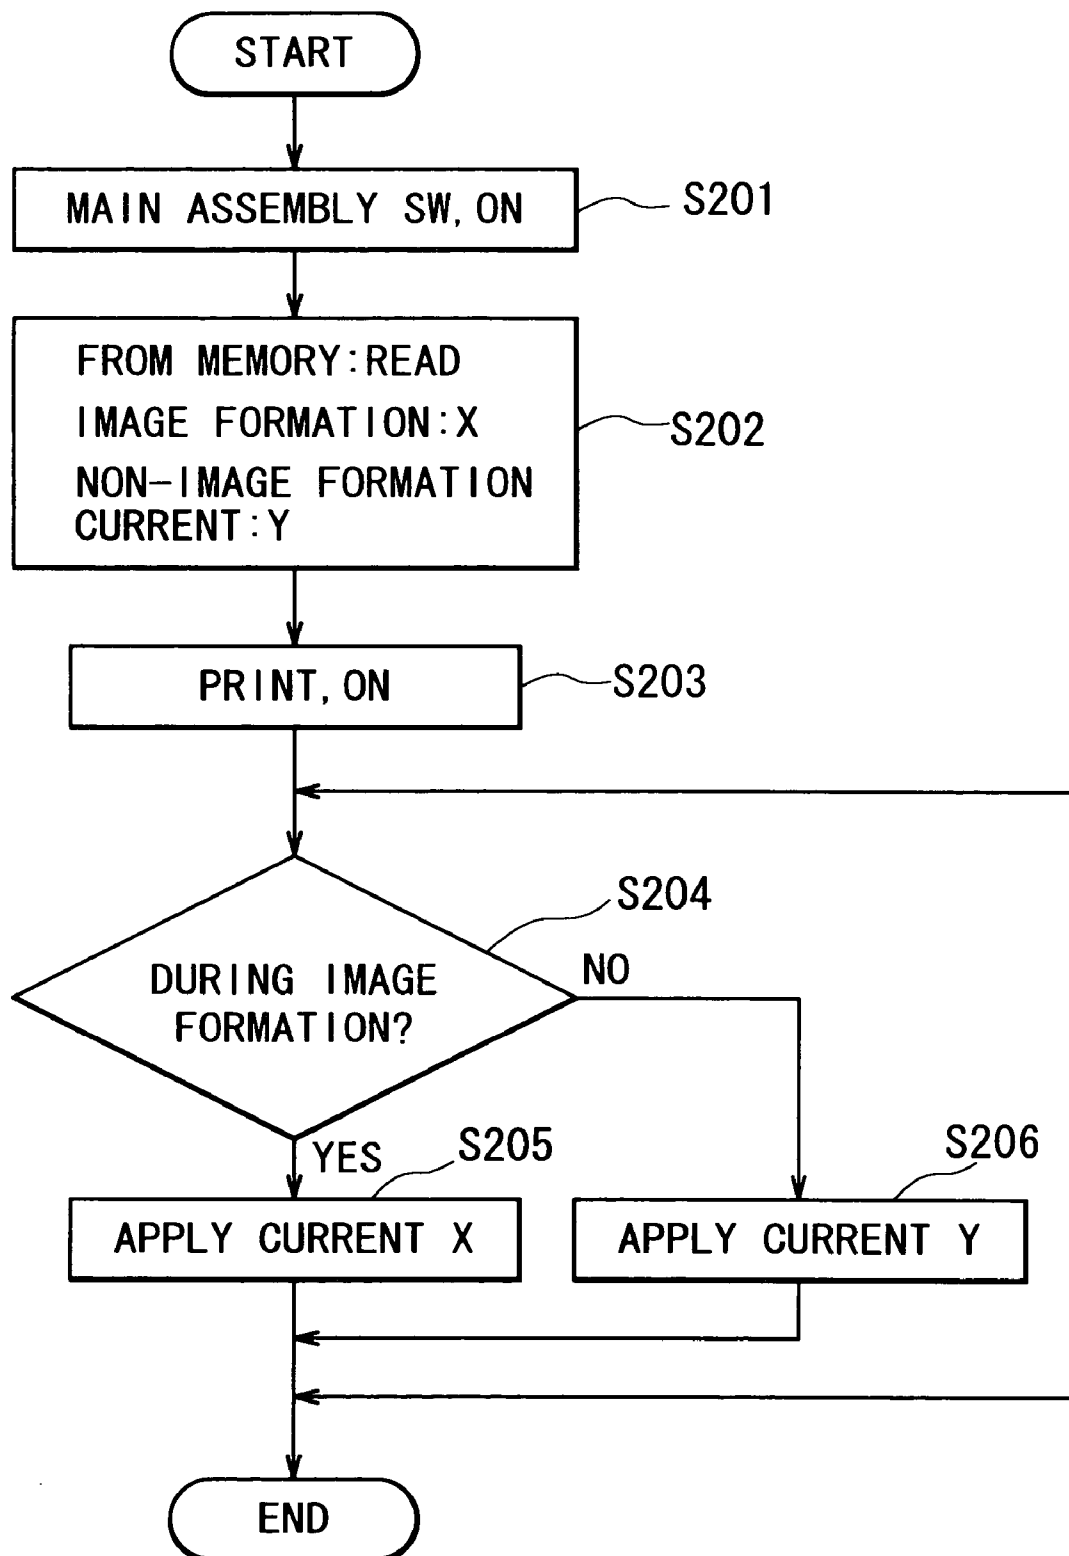 START
MAIN ASSEMBLY SW, ON
S201
FROM MEMORY:READ
IMAGE FORMATION:X
NON-IMAGE FORMATION
CURRENT:Y
S202
PRINT, ON
S203
S204
DURING IMAGE
FORMATION?
NO
YES
S205
S206
APPLY CURRENT X
APPLY CURRENT Y
END